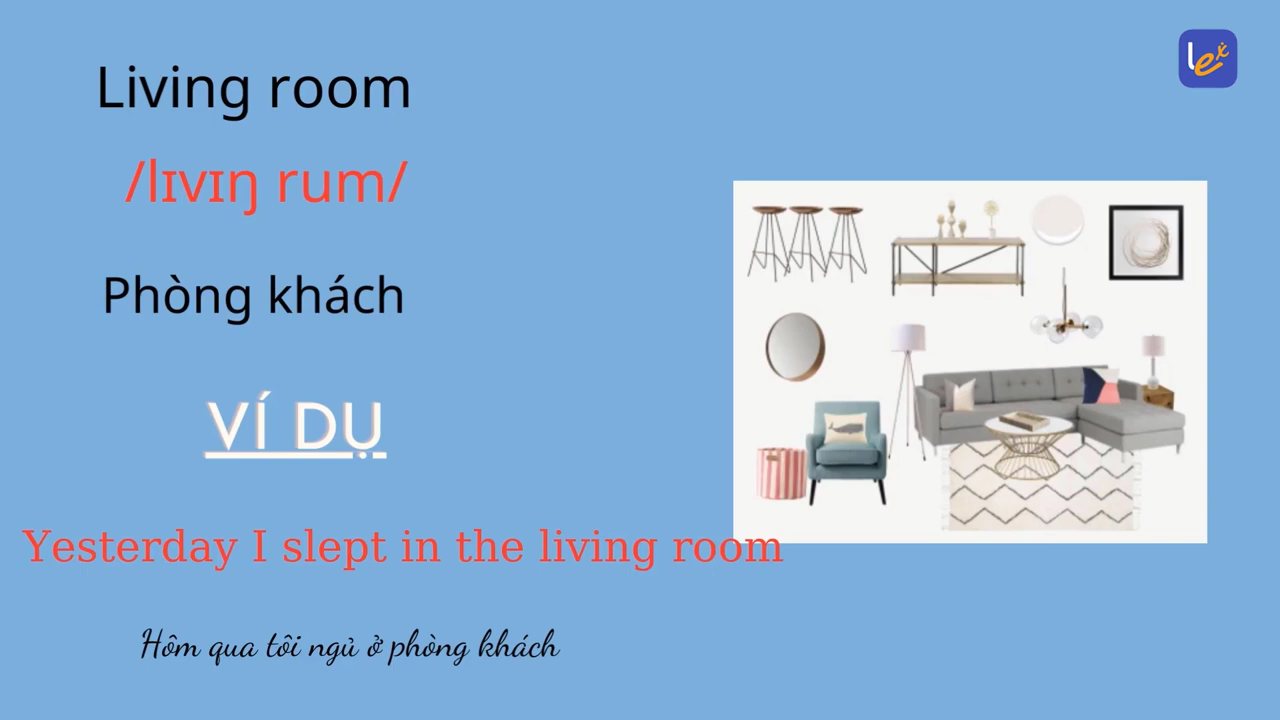 Living room
/lɪvɪŋ rum/
Phòng khách
VÍ DỤ
Yesterday I slept in the living room
Hôm qua tôi ngủ ở phòng khách
Lex